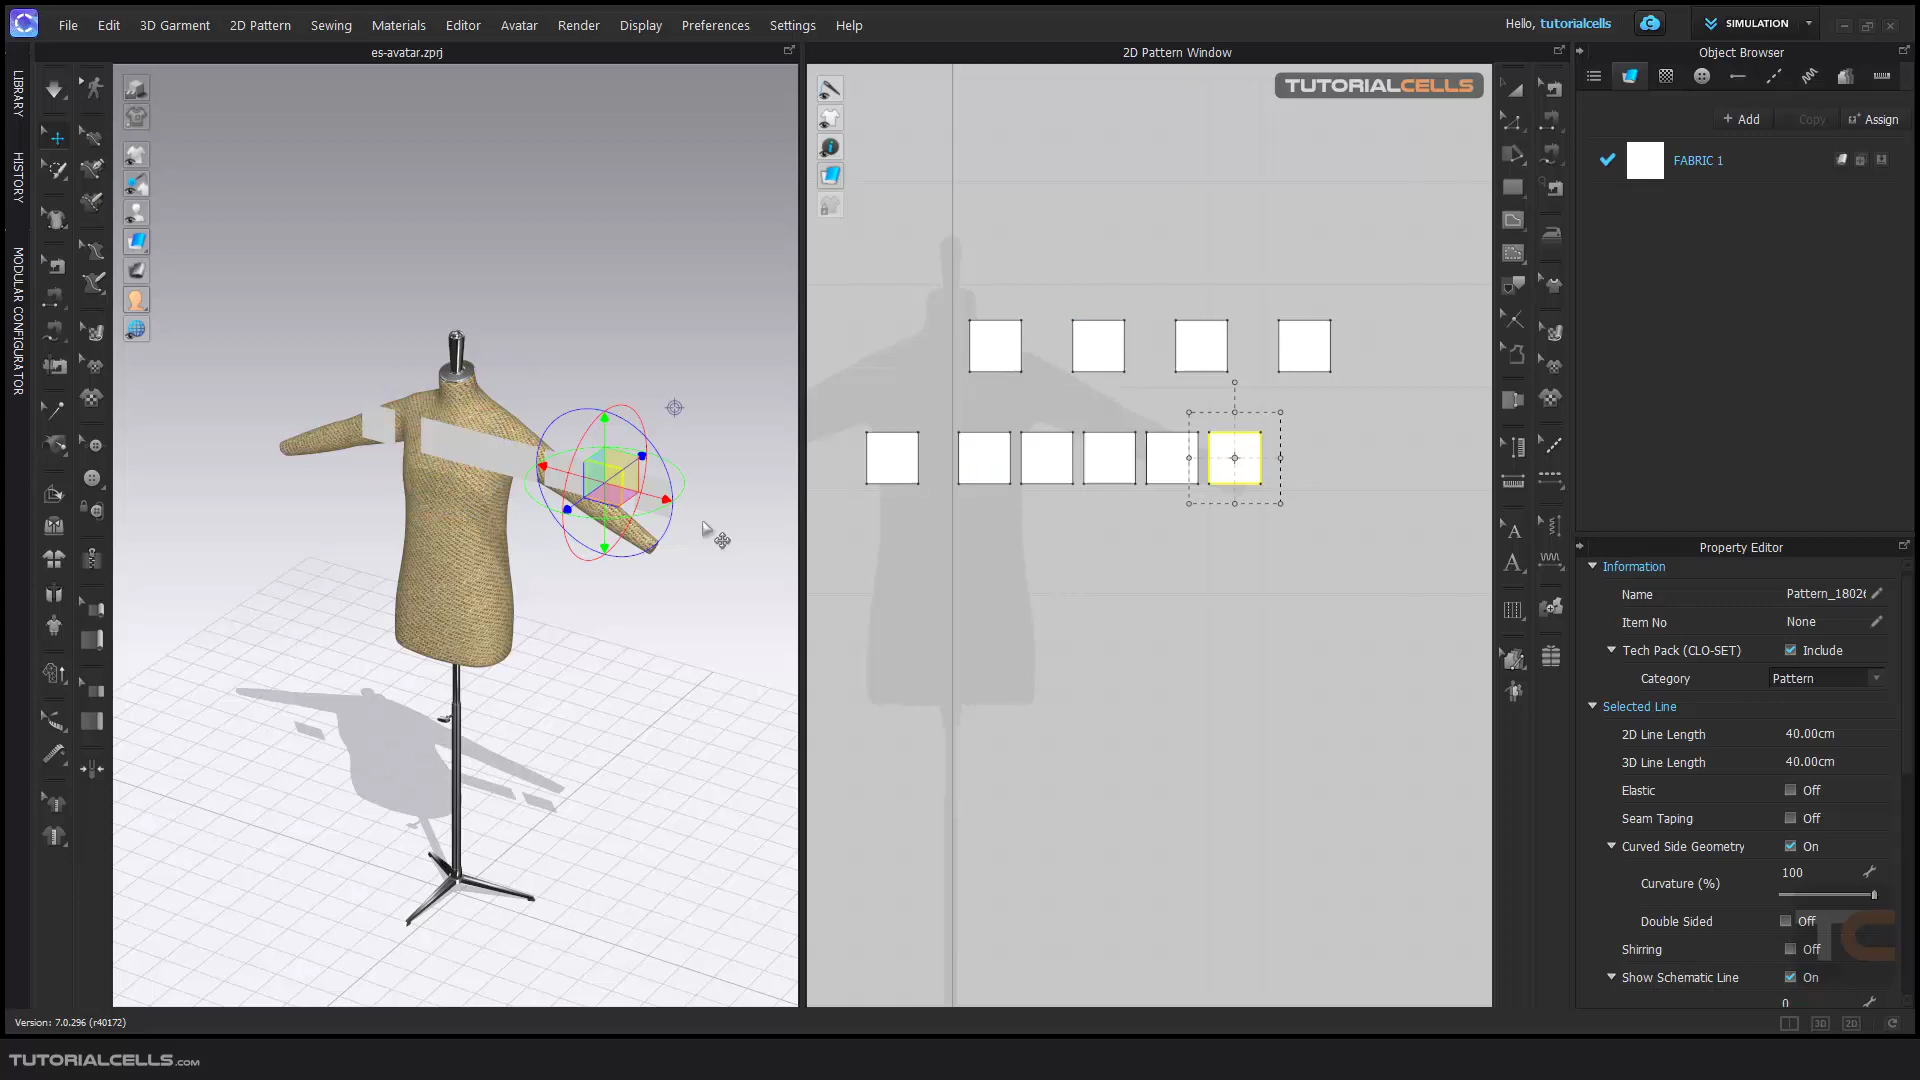 File Edit 3D Garment 2D Pattern Sewing Materials Editor Avatar Render Display Preferences Settings Help
Hello, tutorialcells
SIMULATION
es-avatar.zprj
2D Pattern Window
Object Browser
LIBRARY
HISTORY
MODULAR CONFIGURATOR
TUTORIALCELLS
+ Add Copy Assign
FABRIC 1
Property Editor
Information
Name Pattern_1802
Item No None
Tech Pack (CLO-SET) Include
Category Pattern
Selected Line
2D Line Length 40.00cm
3D Line Length 40.00cm
Elastic Off
Seam Taping Off
Curved Side Geometry On
Curvature (%) 100
Double Sided Off
Shirring Off
Show Schematic Line On
0
TC
Version: 7.0.296 (r40172)
3D 2D
TUTORIALCELLS.com